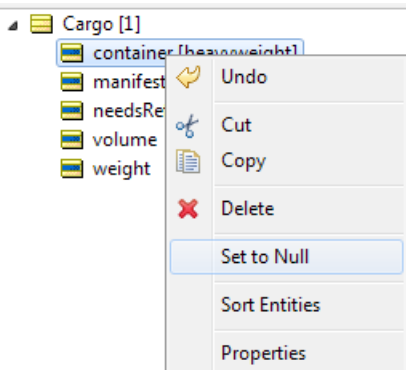 Cargo [1]
container [heavyweight]
manifest
needsRe
volume
weight
Undo
Cut
Copy
Delete
Set to Null
Sort Entities
Properties